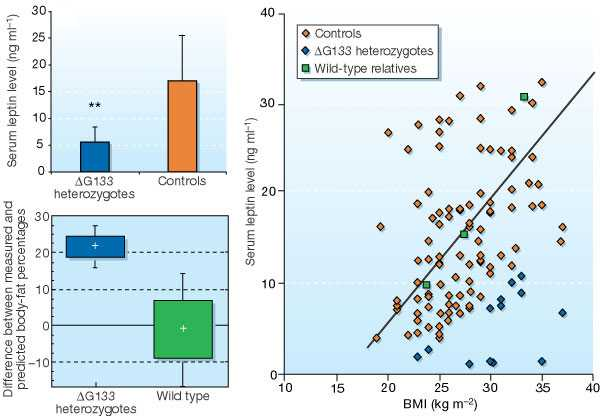 Serum leptin level (ng ml⁻¹)
30
25
20
15
10
5
0
**
ΔG133
heterozygotes
Controls
Difference between measured and
predicted body-fat percentages
30
20
10
0
−10
ΔG133
heterozygotes
Wild type
Serum leptin level (ng ml⁻¹)
40
30
20
10
0
Controls
ΔG133 heterozygotes
Wild-type relatives
10 15 20 25 30 35 40
BMI (kg m⁻²)